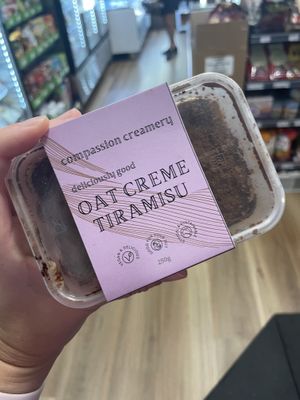 compassion creamery
deliciously good
OAT CREME
TIRAMISU
250g